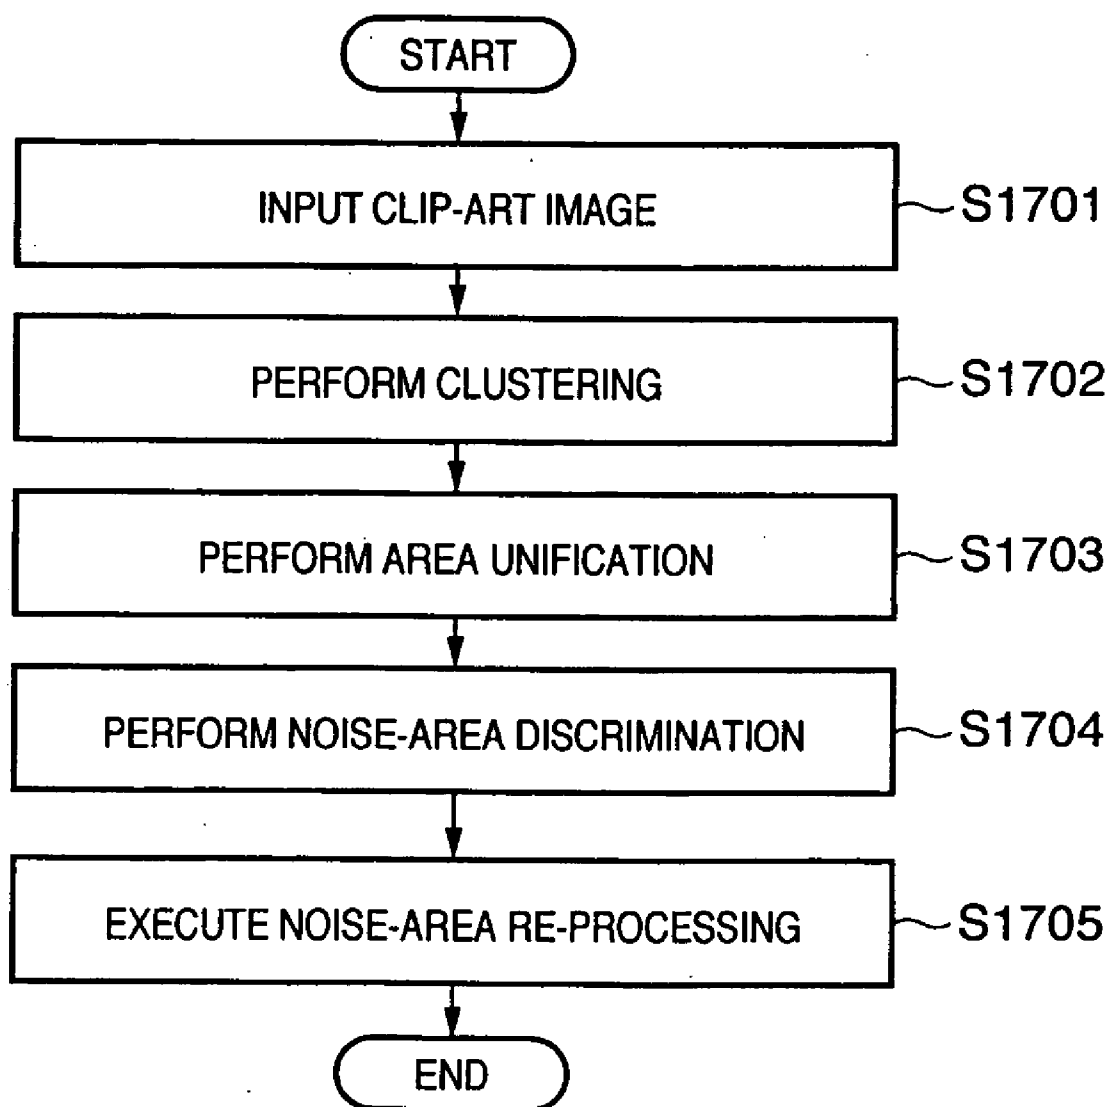 START
INPUT CLIP-ART IMAGE
S1701
PERFORM CLUSTERING
S1702
PERFORM AREA UNIFICATION
S1703
PERFORM NOISE-AREA DISCRIMINATION
S1704
EXECUTE NOISE-AREA RE-PROCESSING
S1705
END